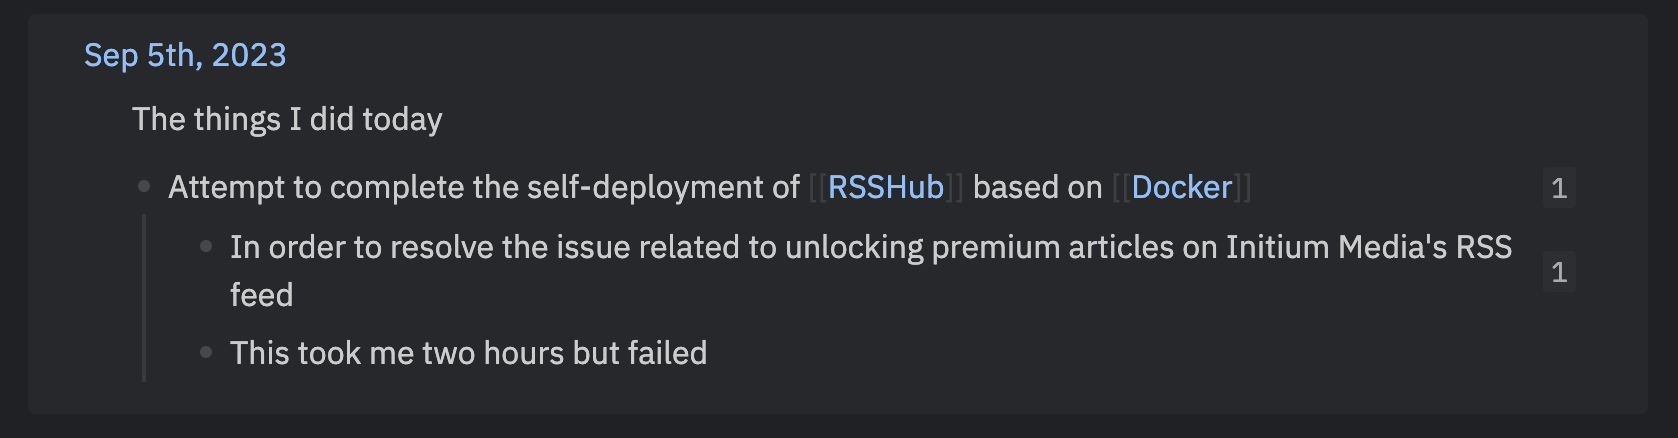 Sep 5th, 2023
The things I did today
Attempt to complete the self-deployment of [[RSSHub]] based on [[Docker]] 1
In order to resolve the issue related to unlocking premium articles on Initium Media's RSS
feed 1
This took me two hours but failed